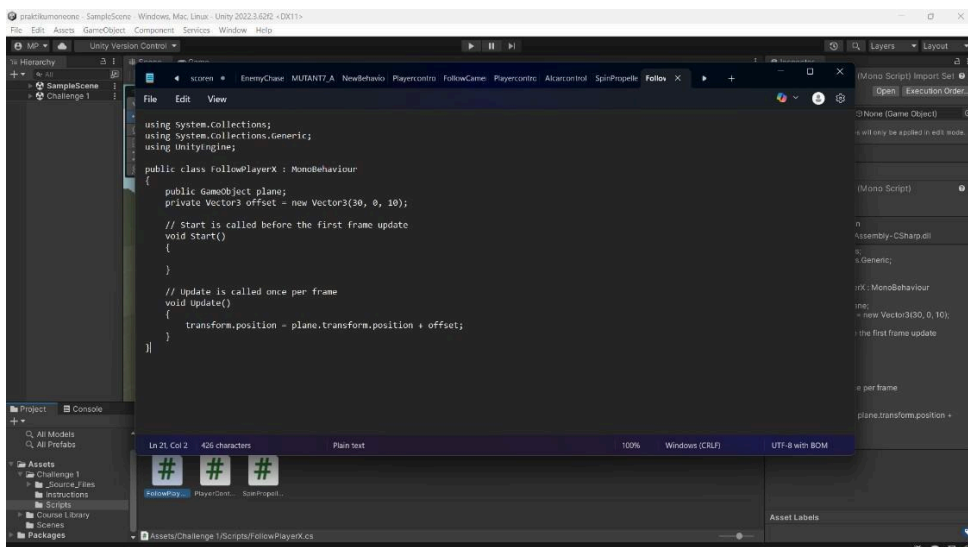 praktikumoneone - SampleScene - Windows, Mac, Linux - Unity 2022.3.62f2 <DX11>
File Edit Assets GameObject Component Services Window Help
MP Unity Version Control Layers Layout
Hierarchy
All
SampleScene
Challenge 1
scoren EnemyChase MUTANT7_A NewBehavio Playercontro FollowCame Playercontrc AIcarcontrol SpinPropelle Follow
File Edit View
using System.Collections;
using System.Collections.Generic;
using UnityEngine;
public class FollowPlayerX : MonoBehaviour
{
public GameObject plane;
private Vector3 offset = new Vector3(30, 0, 10);
// Start is called before the first frame update
void Start()
{
}
// Update is called once per frame
void Update()
{
transform.position = plane.transform.position + offset;
}
}
Ln 21, Col 2 426 characters Plain text 100% Windows (CRLF) UTF-8 with BOM
(Mono Script) Import Set
Open Execution Order...
None (Game Object)
s will only be applied in edit mode.
(Mono Script)
Assembly-CSharp.dll
s.Generic;
erX : MonoBehaviour
ane;
= new Vector3(30, 0, 10);
the first frame update
e per frame
plane.transform.position +
Asset Labels
Project Console
All Models
All Prefabs
Assets
Challenge 1
_Source_Files
Instructions
Scripts
Course Library
Scenes
Packages
FollowPlay... PlayerCont... SpinPropell...
Assets/Challenge 1/Scripts/FollowPlayerX.cs